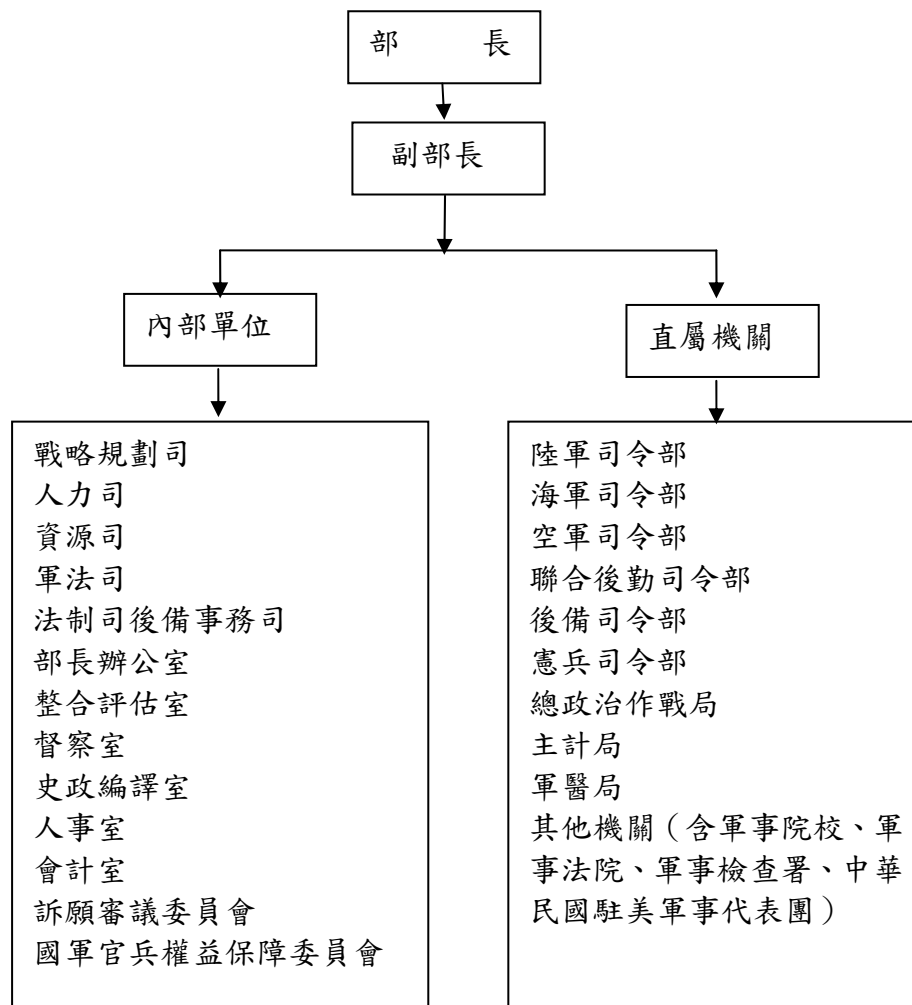 部　　長
副部長
內部單位
直屬機關
戰略規劃司
人力司
資源司
軍法司
法制司後備事務司
部長辦公室
整合評估室
督察室
史政編譯室
人事室
會計室
訴願審議委員會
國軍官兵權益保障委員會
陸軍司令部
海軍司令部
空軍司令部
聯合後勤司令部
後備司令部
憲兵司令部
總政治作戰局
主計局
軍醫局
其他機關（含軍事院校、軍
事法院、軍事檢查署、中華
民國駐美軍事代表團）